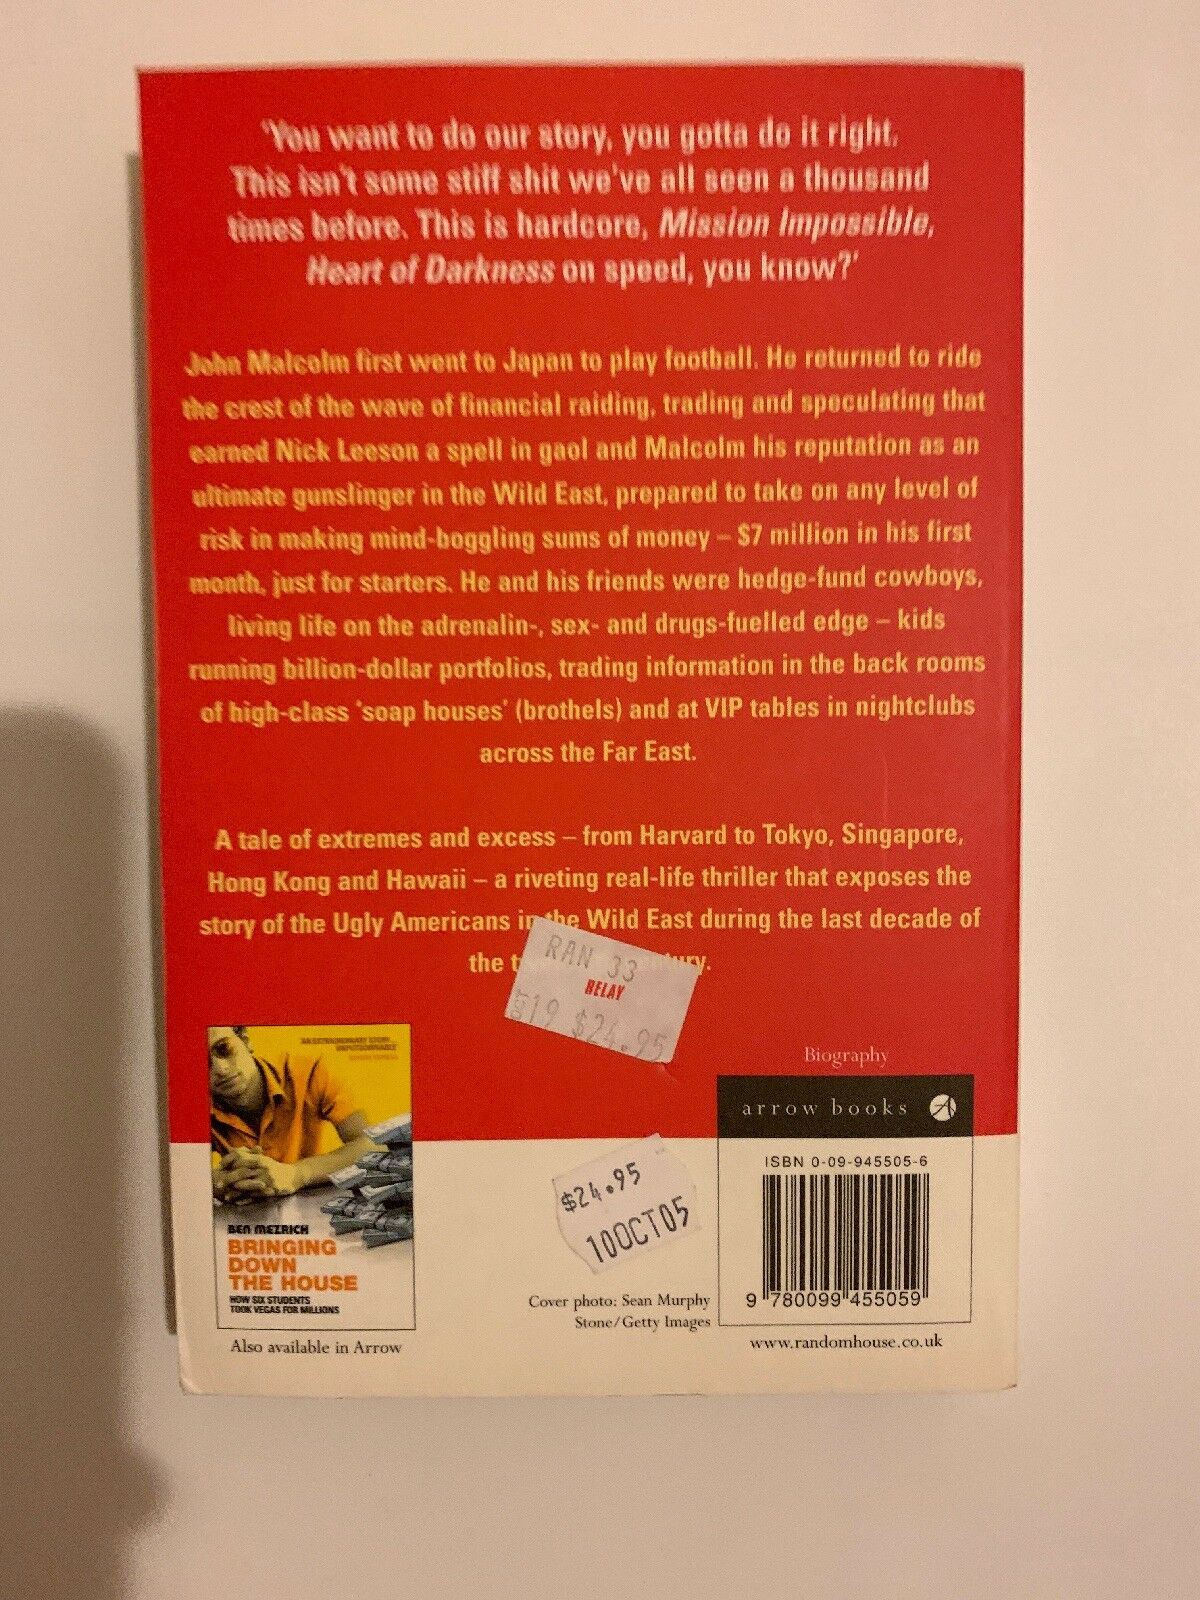 'You want to do our story, you gotta do it right.
This isn't some stiff shit we've all seen a thousand
times before. This is hardcore, Mission Impossible,
Heart of Darkness on speed, you know?'
John Malcolm first went to Japan to play football. He returned to ride
the crest of the wave of financial raiding, trading and speculating that
earned Nick Leeson a spell in gaol and Malcolm his reputation as an
ultimate gunslinger in the Wild East, prepared to take on any level of
risk in making mind-boggling sums of money – $7 million in his first
month, just for starters. He and his friends were hedge-fund cowboys,
living life on the adrenalin-, sex- and drugs-fuelled edge – kids
running billion-dollar portfolios, trading information in the back rooms
of high-class 'soap houses' (brothels) and at VIP tables in nightclubs
across the Far East.
A tale of extremes and excess – from Harvard to Tokyo, Singapore,
Hong Kong and Hawaii – a riveting real-life thriller that exposes the
story of the Ugly Americans in the Wild East during the last decade of
the
RAN 33
RELAY
$24.95
Biography
arrow books
ISBN 0-09-945505-6
9 780099 455059
www.randomhouse.co.uk
$24.95
10OCT05
Cover photo: Sean Murphy
Stone/Getty Images
AN EXTRAORDINARY STORY...
UNPUTDOWNABLE
BEN MEZRICH
BRINGING
DOWN
THE HOUSE
HOW SIX STUDENTS
TOOK VEGAS FOR MILLIONS
Also available in Arrow